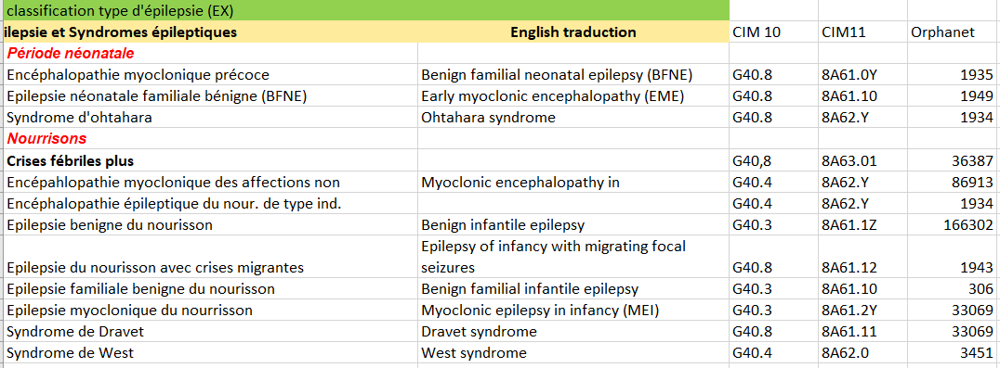 classification type d'épilepsie (EX)
ilepsie et Syndromes épileptiques English traduction CIM 10 CIM11 Orphanet
Période néonatale
Encéphalopathie myoclonique précoce Benign familial neonatal epilepsy (BFNE) G40.8 8A61.0Y 1935
Epilepsie néonatale familiale bénigne (BFNE) Early myoclonic encephalopathy (EME) G40.8 8A61.10 1949
Syndrome d'ohtahara Ohtahara syndrome G40.8 8A62.Y 1934
Nourrisons
Crises fébriles plus G40,8 8A63.01 36387
Encépahlopathie myoclonique des affections non Myoclonic encephalopathy in G40.4 8A62.Y 86913
Encéphalopathie épileptique du nour. de type ind. G40.4 8A62.Y 1934
Epilepsie benigne du nourisson Benign infantile epilepsy G40.3 8A61.1Z 166302
Epilepsy of infancy with migrating focal
Epilepsie du nourisson avec crises migrantes seizures G40.8 8A61.12 1943
Epilepsie familiale benigne du nourisson Benign familial infantile epilepsy G40.3 8A61.10 306
Epilepsie myoclonique du nourrisson Myoclonic epilepsy in infancy (MEI) G40.3 8A61.2Y 33069
Syndrome de Dravet Dravet syndrome G40.8 8A61.11 33069
Syndrome de West West syndrome G40.4 8A62.0 3451